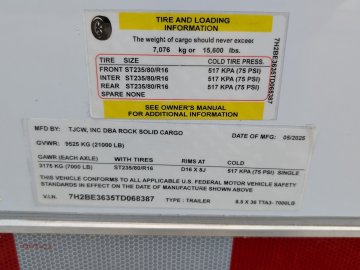 TIRE AND LOADING
INFORMATION
The weight of cargo should never exceed
7,076 kg or 15,600 lbs.
TIRE SIZE COLD TIRE PRESS.
FRONT ST235/80/R16 517 KPA (75 PSI)
INTER ST235/80/R16 517 KPA (75 PSI)
REAR ST235/80/R16 517 KPA (75 PSI)
SPARE NONE
SEE OWNER'S MANUAL
FOR ADDITIONAL INFORMATION
7H2BE3635TD068387
MFD BY: TJCW, INC DBA ROCK SOLID CARGO DATE OF MFG. 05/2025
GVWR: 9525 KG (21000 LB)
GAWR (EACH AXLE) WITH TIRES RIMS AT COLD
3175 KG (7000 LB) ST235/80/R16 D16 X 8J 517 KPA (75 PSI) SINGLE
THIS VEHICLE CONFORMS TO ALL APPLICABLE U.S. FEDERAL MOTOR VEHICLE SAFETY
STANDARDS IN EFFECT ON THE DATE OF MANUFACTURE SHOWN ABOVE
V.I.N. 7H2BE3635TD068387 TYPE : TRAILER 8.5 X 36 TTA3- 7000LG